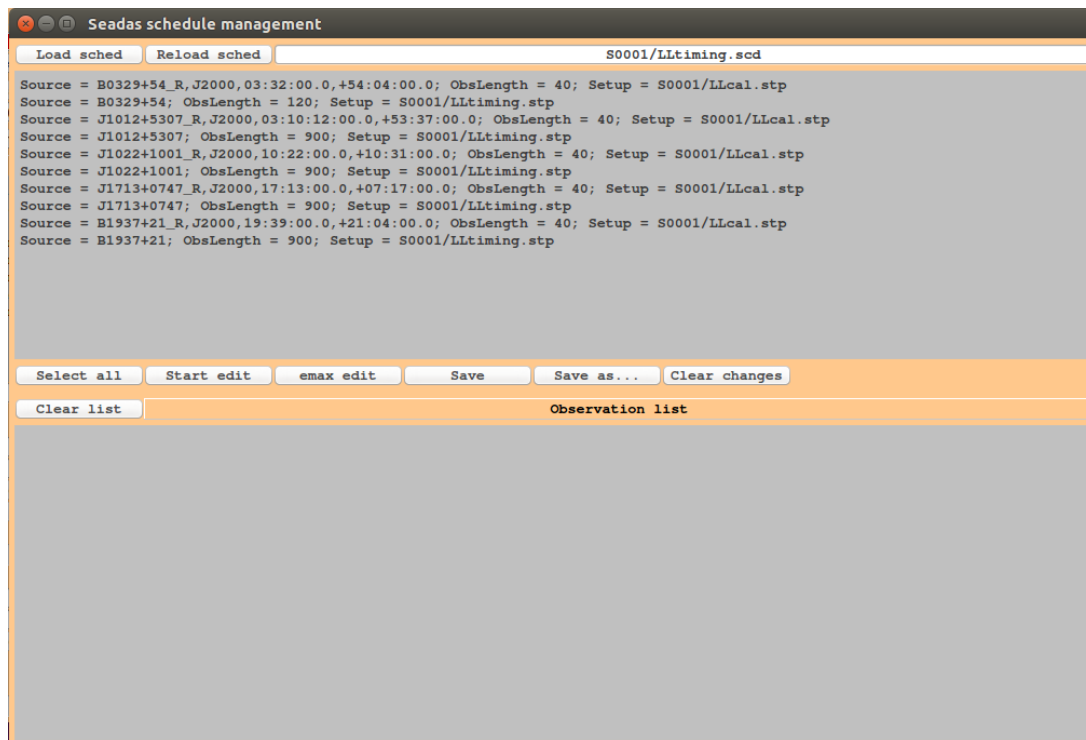 Seadas schedule management
Load sched Reload sched S0001/LLtiming.scd
Source = B0329+54_R,J2000,03:32:00.0,+54:04:00.0; ObsLength = 40; Setup = S0001/LLcal.stp
Source = B0329+54; ObsLength = 120; Setup = S0001/LLtiming.stp
Source = J1012+5307_R,J2000,03:10:12:00.0,+53:37:00.0; ObsLength = 40; Setup = S0001/LLcal.stp
Source = J1012+5307; ObsLength = 900; Setup = S0001/LLtiming.stp
Source = J1022+1001_R,J2000,10:22:00.0,+10:31:00.0; ObsLength = 40; Setup = S0001/LLcal.stp
Source = J1022+1001; ObsLength = 900; Setup = S0001/LLtiming.stp
Source = J1713+0747_R,J2000,17:13:00.0,+07:17:00.0; ObsLength = 40; Setup = S0001/LLcal.stp
Source = J1713+0747; ObsLength = 900; Setup = S0001/LLtiming.stp
Source = B1937+21_R,J2000,19:39:00.0,+21:04:00.0; ObsLength = 40; Setup = S0001/LLcal.stp
Source = B1937+21; ObsLength = 900; Setup = S0001/LLtiming.stp
Select all Start edit emax edit Save Save as... Clear changes
Clear list Observation list